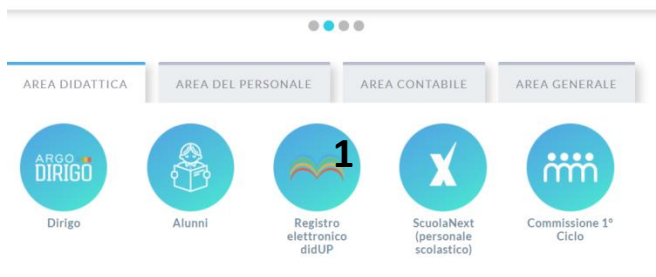 AREA DIDATTICA AREA DEL PERSONALE AREA CONTABILE AREA GENERALE
ARGO
DIRIGO
1
Dirigo Alunni Registro elettronico didUP ScuolaNext (personale scolastico) Commissione 1° Ciclo